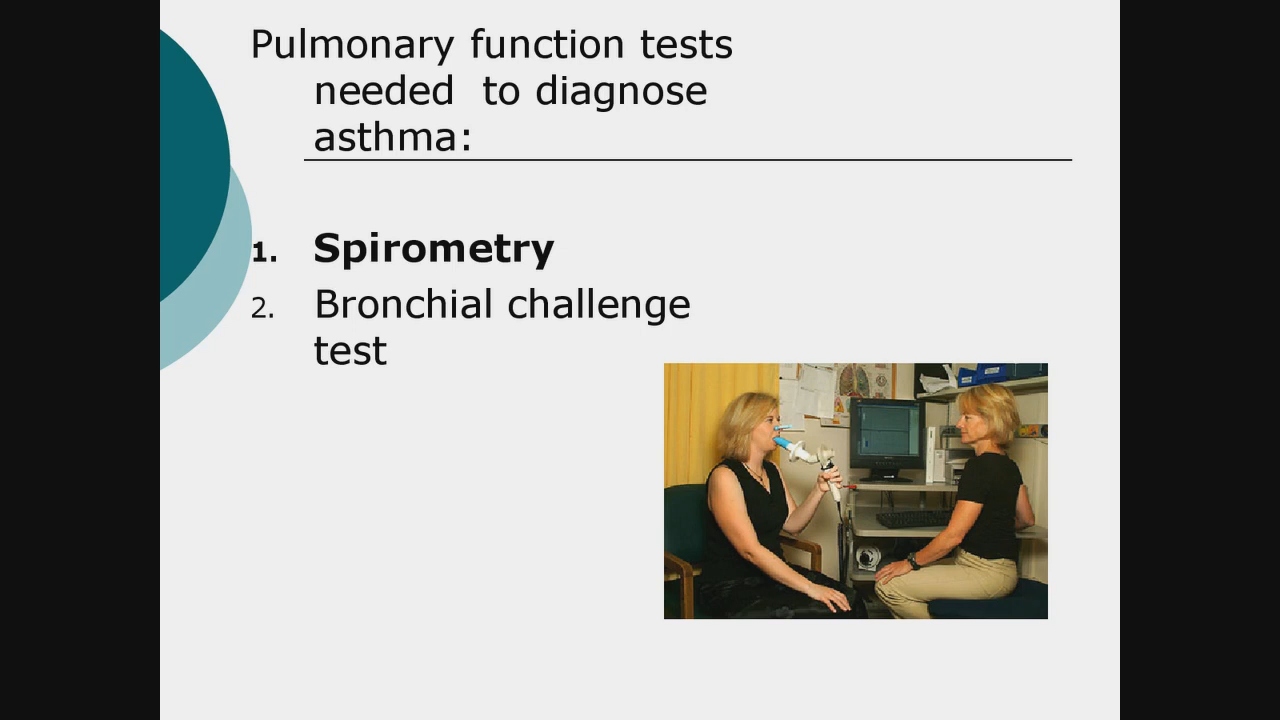 Pulmonary function tests
needed to diagnose
asthma:
1. Spirometry
2. Bronchial challenge
test